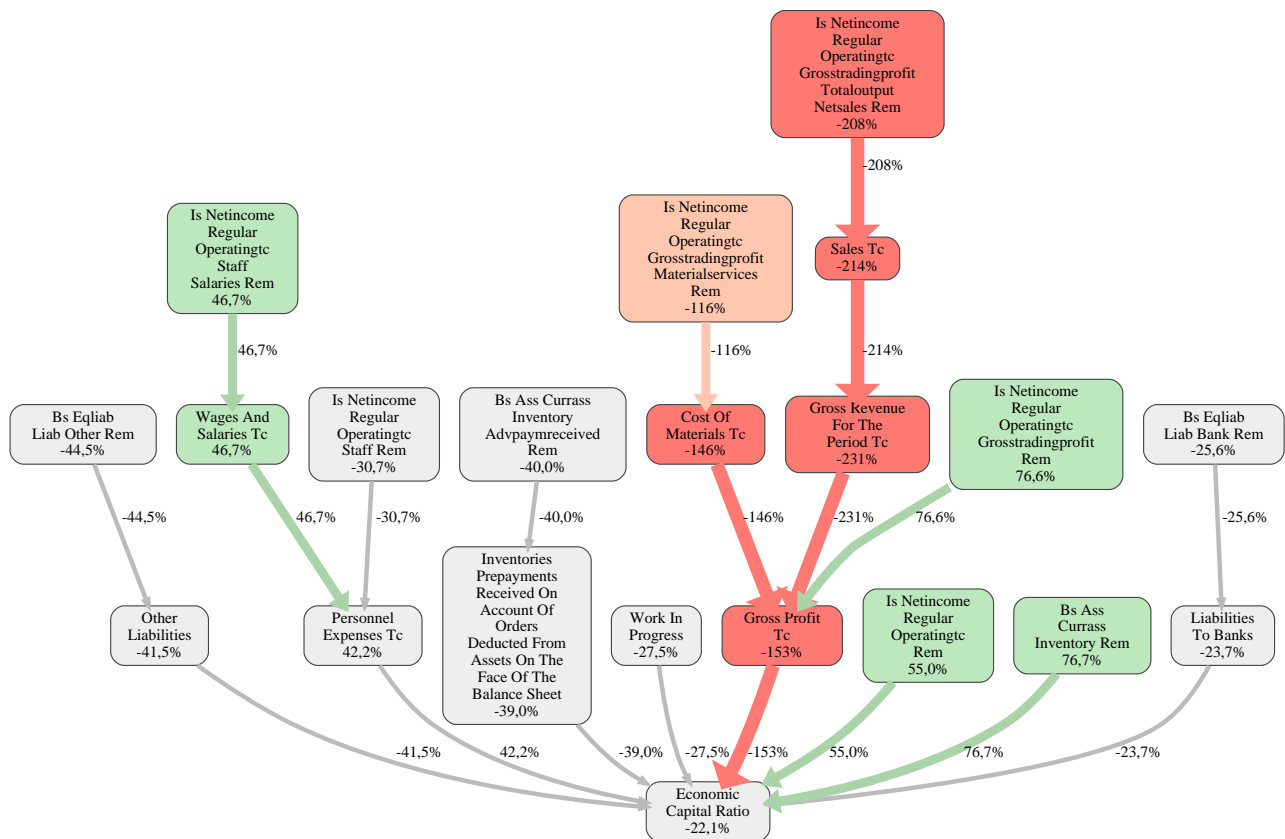 Is Netincome
Regular
Operatingtc
Grosstradingprofit
Totaloutput
Netsales Rem
-208%
-208%
Is Netincome
Regular
Operatingtc
Staff
Salaries Rem
46,7%
Is Netincome
Regular
Operatingtc
Grosstradingprofit
Materialservices
Rem
-116%
Sales Tc
-214%
46,7%
-116%
-214%
Bs Eqliab
Liab Other Rem
-44,5%
Wages And
Salaries Tc
46,7%
Is Netincome
Regular
Operatingtc
Staff Rem
-30,7%
Bs Ass Currass
Inventory
Advpaymreceived
Rem
-40,0%
Cost Of
Materials Tc
-146%
Gross Revenue
For The
Period Tc
-231%
Is Netincome
Regular
Operatingtc
Grosstradingprofit
Rem
76,6%
Bs Eqliab
Liab Bank Rem
-25,6%
-44,5%
46,7%
-30,7%
-40,0%
-146%
-231%
76,6%
-25,6%
Other
Liabilities
-41,5%
Personnel
Expenses Tc
42,2%
Inventories
Prepayments
Received On
Account Of
Orders
Deducted From
Assets On The
Face Of The
Balance Sheet
-39,0%
Work In
Progress
-27,5%
Gross Profit
Tc
-153%
Is Netincome
Regular
Operatingtc
Rem
55,0%
Bs Ass
Currass
Inventory Rem
76,7%
Liabilities
To Banks
-23,7%
-41,5%
42,2%
-39,0%
-27,5%
-153%
55,0%
76,7%
-23,7%
Economic
Capital Ratio
-22,1%